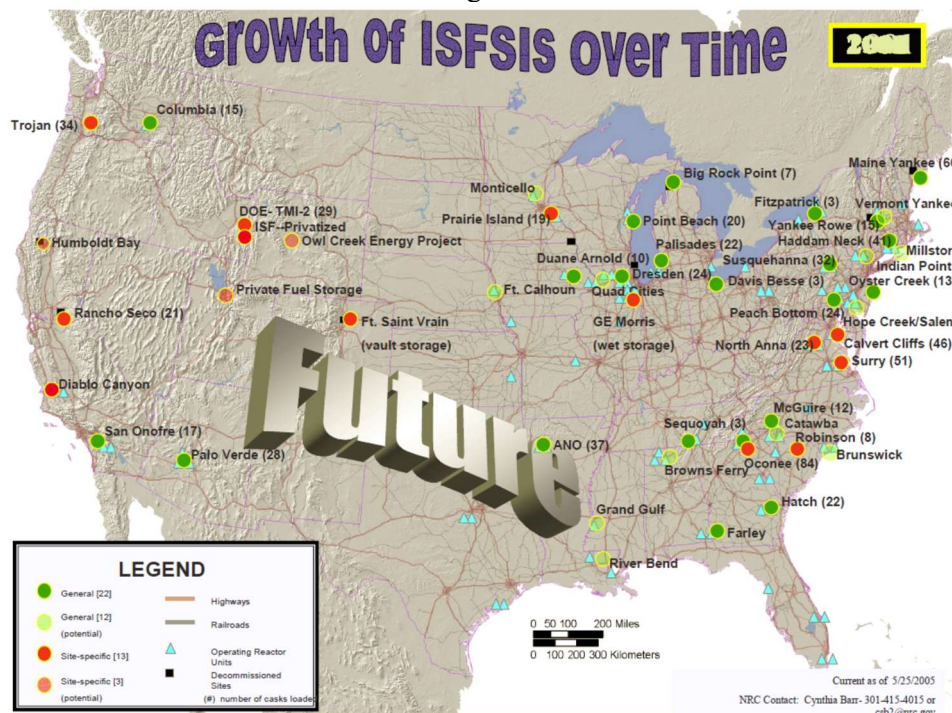 Growth Of ISFSIS Over Time
Columbia (15)
Trojan (34)
Maine Yankee
Big Rock Point (7)
Monticello
Fitzpatrick (3)
Vermont Yankee
DOE- TMI-2 (29)
Prairie Island (19)
Point Beach (20)
Yankee Rowe (15)
ISF--Privatized
Humboldt Bay
Owl Creek Energy Project
Haddam Neck (41)
Palisades (22)
Susquehanna (32)
Duane Arnold (10)
Dresden (24)
Indian Point
Private Fuel Storage
Ft. Calhoun
Quad Cities
Davis Besse (3)
Oyster Creek (13
Rancho Seco (21)
Ft. Saint Vrain
(vault storage)
GE Morris
(wet storage)
Peach Bottom (24)
Hope Creek/Salem
North Anna (23)
Calvert Cliffs (46)
Surry (51)
Future
Diablo Canyon
McGuire (12)
San Onofre (17)
Sequoyah (3)
Catawba
Palo Verde (28)
ANO (37)
Robinson (8)
Browns Ferry
Oconee (84)
Brunswick
Grand Gulf
Hatch (22)
Farley
River Bend
LEGEND
General [22]
General [12]
(potential)
Site-specific [13]
Site-specific [3]
(potential)
Highways
Railroads
Operating Reactor
Units
Decommissioned
Sites
(#) number of casks loaded
0 50 100 200 Miles
0 100 200 300 Kilometers
Current as of 5/25/2005
NRC Contact: Cynthia Barr- 301-415-4015 or